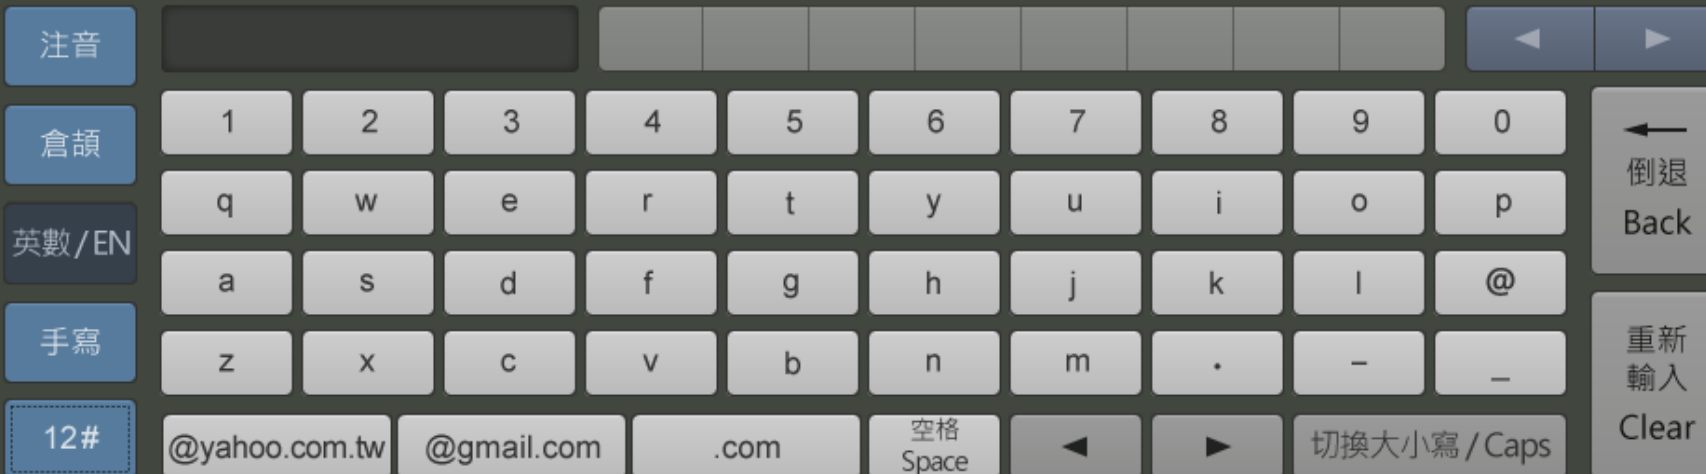 注音
倉頡
英數/EN
手寫
12#
1 2 3 4 5 6 7 8 9 0
q w e r t y u i o p
a s d f g h j k l @
z x c v b n m . – _
@yahoo.com.tw @gmail.com .com 空格 Space ◀ ▶ 切換大小寫/Caps
◀ ▶
← 倒退
Back
重新
輸入
Clear